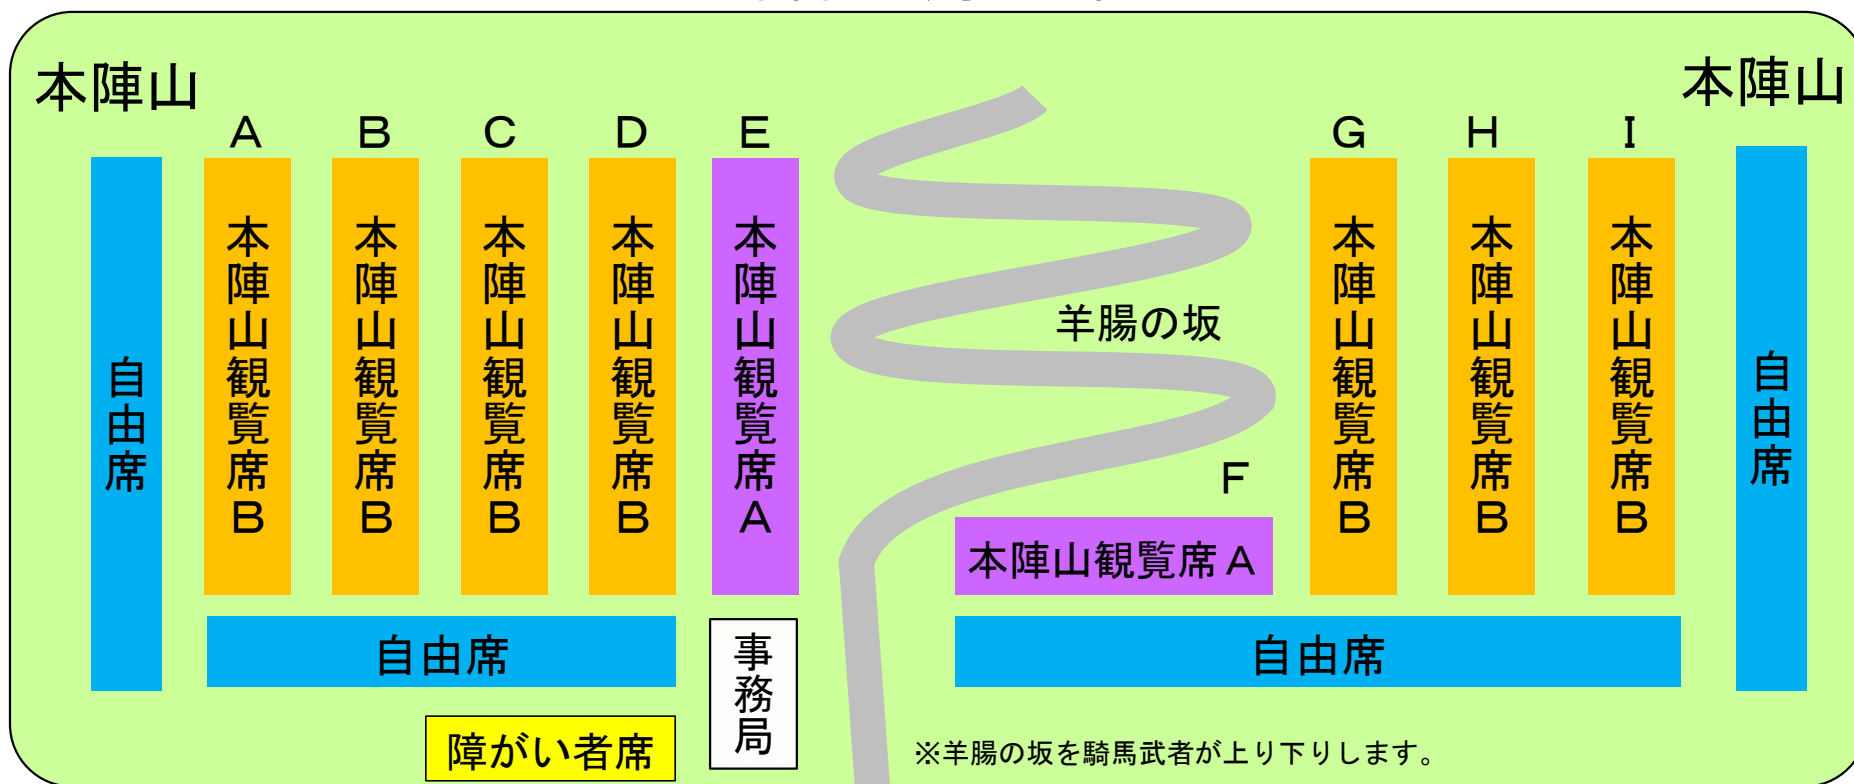 本陣山
本陣山
A
B
C
D
E
G
H
I
自由席
本陣山観覧席B
本陣山観覧席B
本陣山観覧席B
本陣山観覧席B
本陣山観覧席A
羊腸の坂
F
本陣山観覧席A
本陣山観覧席B
本陣山観覧席B
本陣山観覧席B
自由席
自由席
事務局
自由席
障がい者席
※羊腸の坂を騎馬武者が上り下りします。